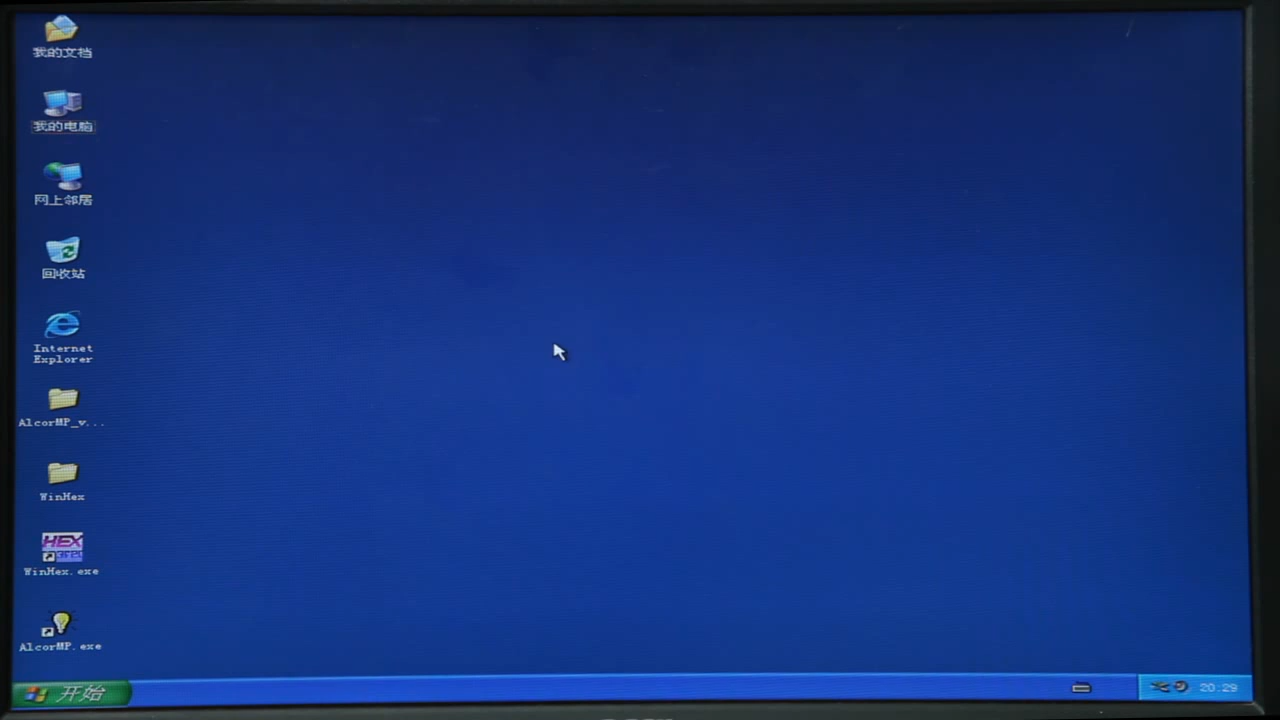 我的文档
我的电脑
网上邻居
回收站
Internet
Explorer
AlcorMP_v...
WinHex
HEX
WinHex.exe
AlcorMP.exe
开始
20:29